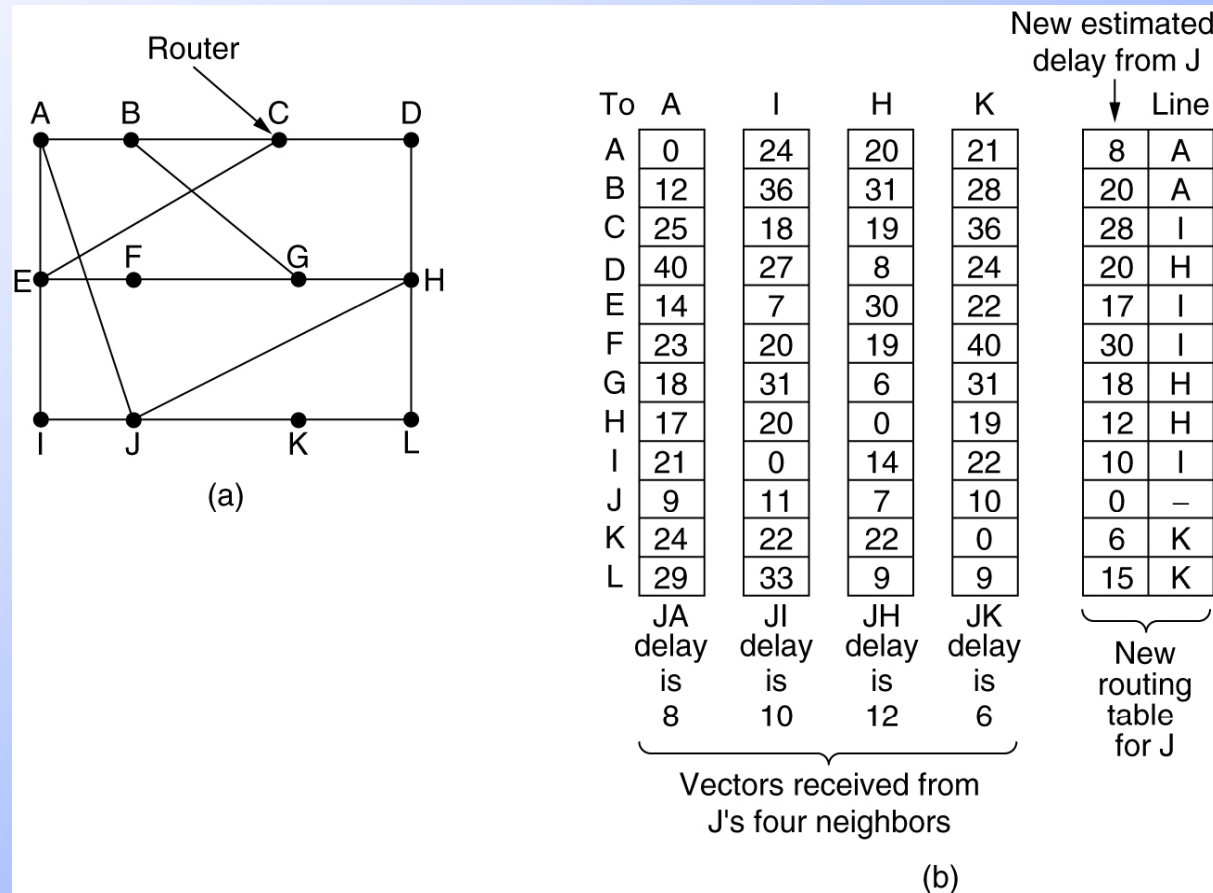 Router
A B C D
E F G H
I J K L
(a)
New estimated
delay from J
To A I H K Line
A 0 24 20 21 8 A
B 12 36 31 28 20 A
C 25 18 19 36 28 I
D 40 27 8 24 20 H
E 14 7 30 22 17 I
F 23 20 19 40 30 I
G 18 31 6 31 18 H
H 17 20 0 19 12 H
I 21 0 14 22 10 I
J 9 11 7 10 0 –
K 24 22 22 0 6 K
L 29 33 9 9 15 K
JA JI JH JK
delay delay delay delay
is is is is
8 10 12 6
New
routing
table
for J
Vectors received from
J's four neighbors
(b)